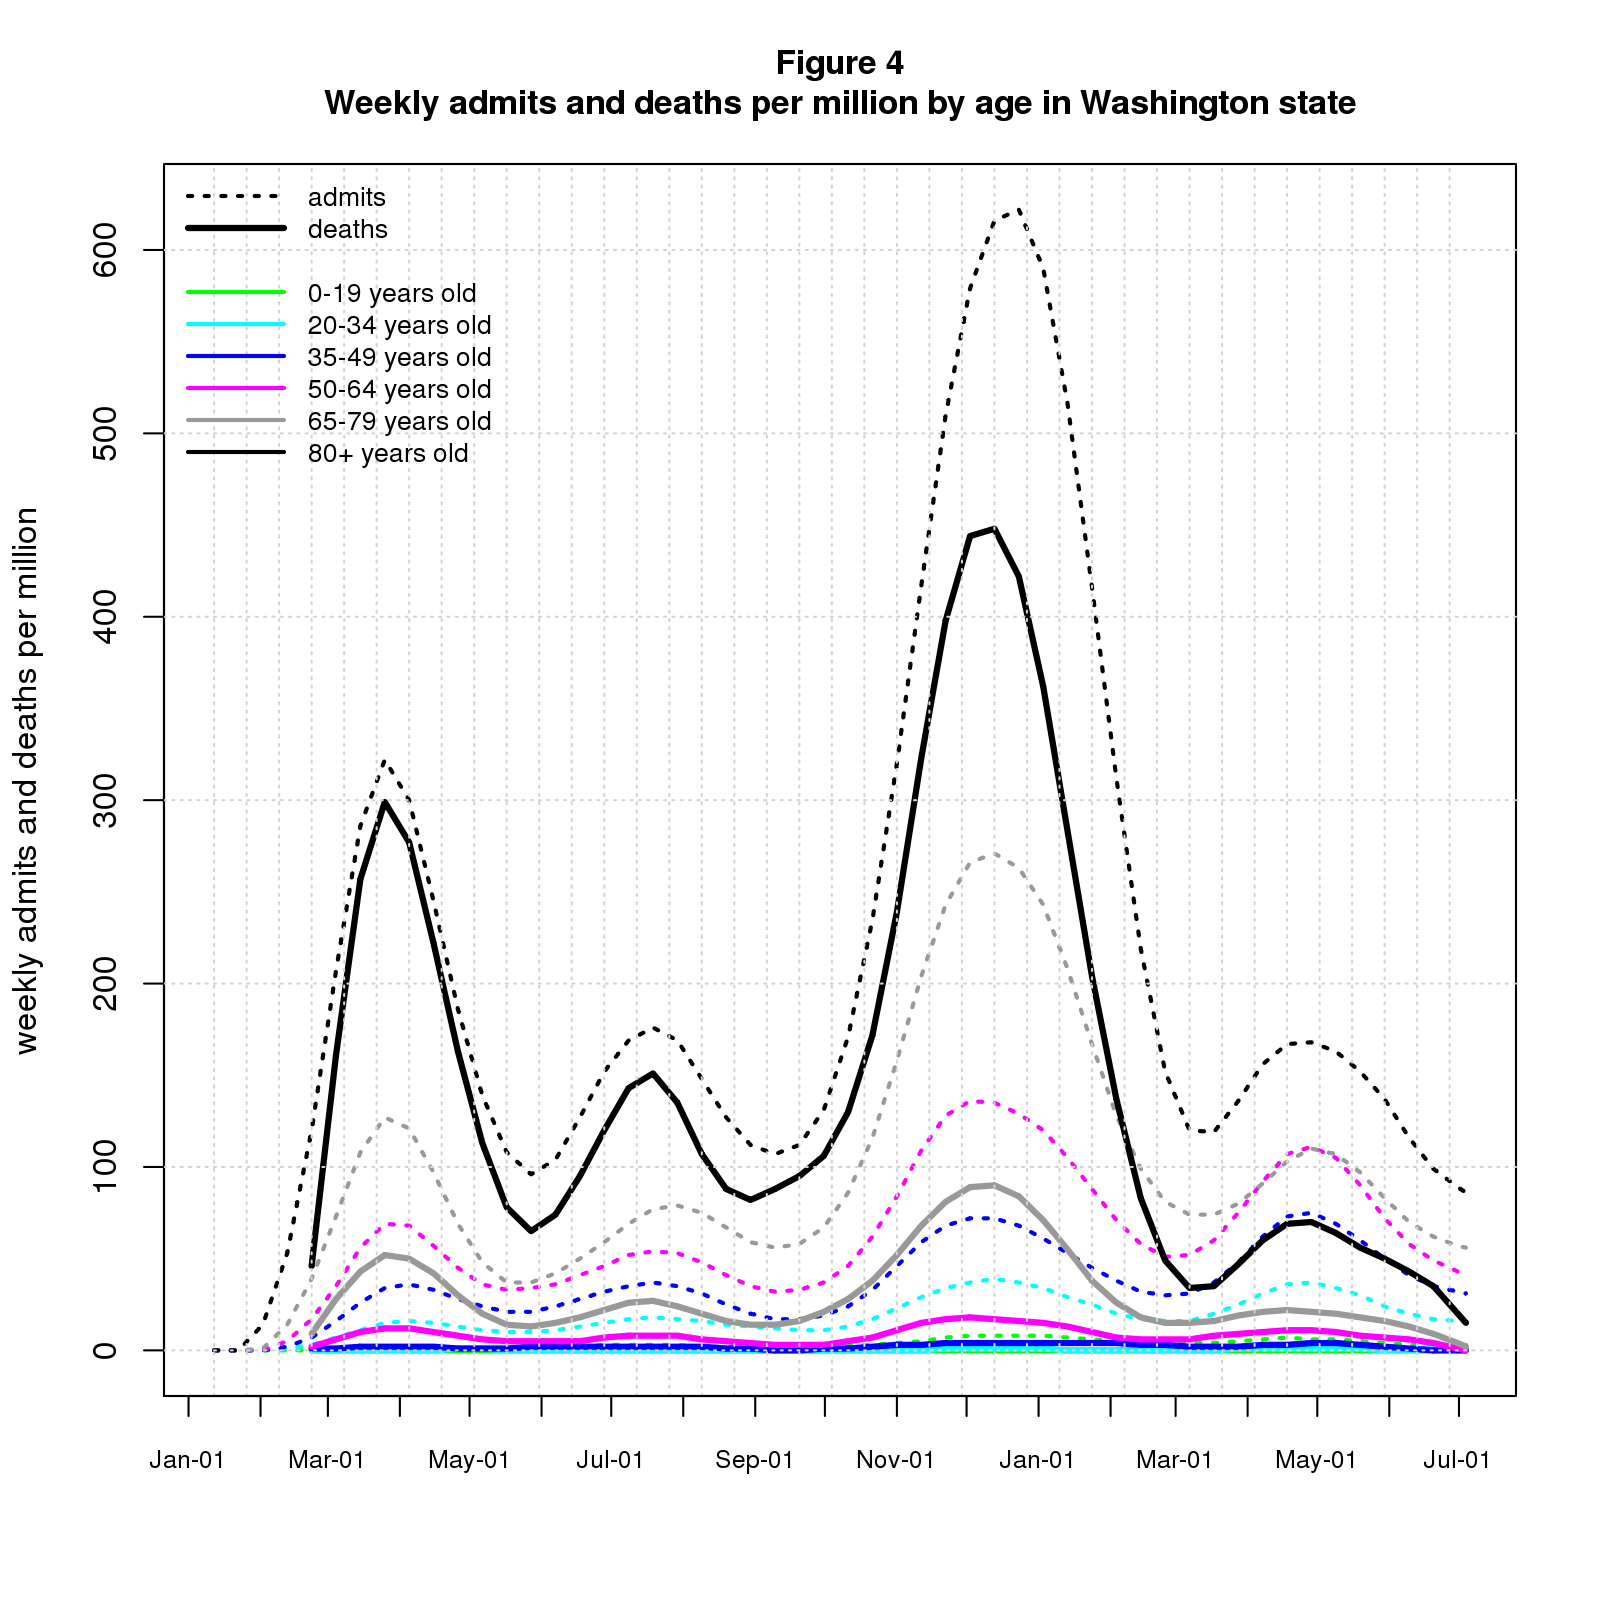 Figure 4
Weekly admits and deaths per million by age in Washington state
admits
deaths
0-19 years old
20-34 years old
35-49 years old
50-64 years old
65-79 years old
80+ years old
weekly admits and deaths per million
600
500
400
300
200
100
0
Jan-01 Mar-01 May-01 Jul-01 Sep-01 Nov-01 Jan-01 Mar-01 May-01 Jul-01